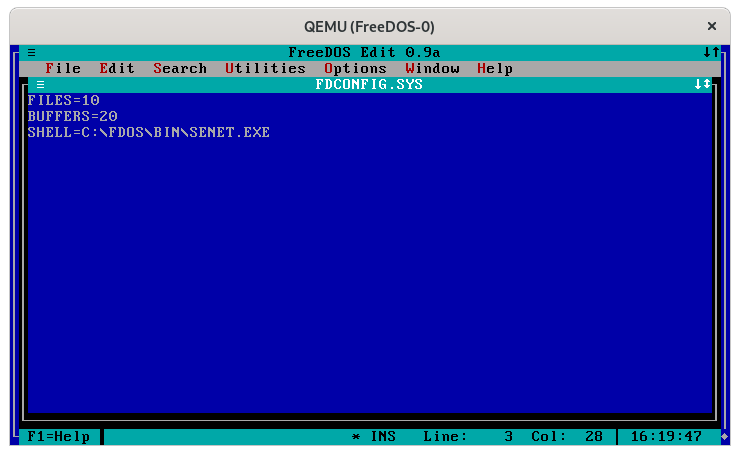 QEMU (FreeDOS-0) ×
≡ FreeDOS Edit 0.9a ↓↑
File Edit Search Utilities Options Window Help
≡ FDCONFIG.SYS ↓↕
FILES=10
BUFFERS=20
SHELL=C:\FDOS\BIN\SENET.EXE
F1=Help * INS Line: 3 Col: 28 16:19:47